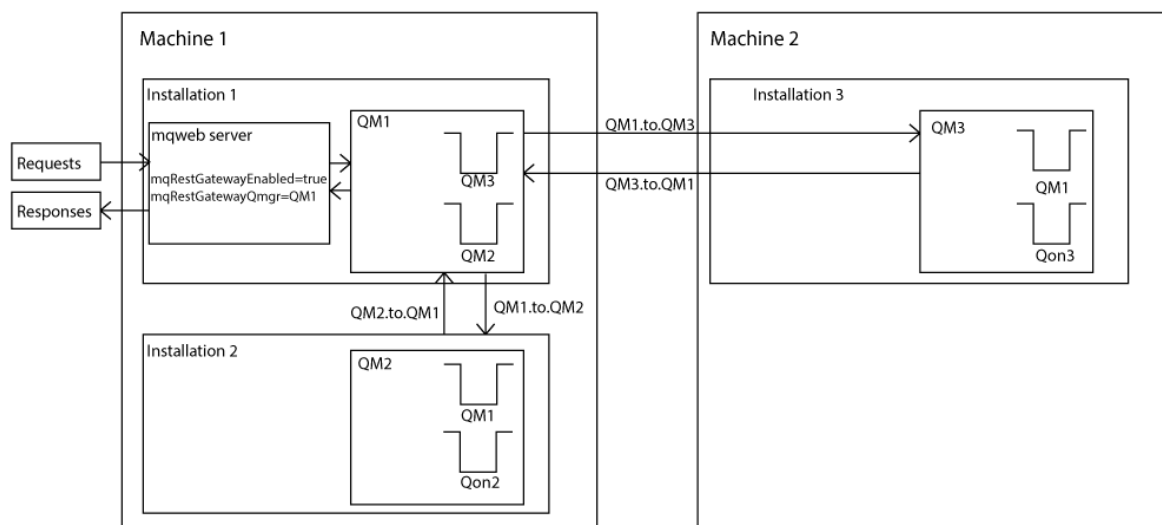 Machine 1
Machine 2
Installation 1
Installation 3
mqweb server
QM1
QM1.to.QM3
QM3
Requests
mqRestGatewayEnabled=true
QM3
QM3.to.QM1
QM1
mqRestGatewayQmgr=QM1
Responses
QM2
Qon3
QM2.to.QM1
QM1.to.QM2
Installation 2
QM2
QM1
Qon2